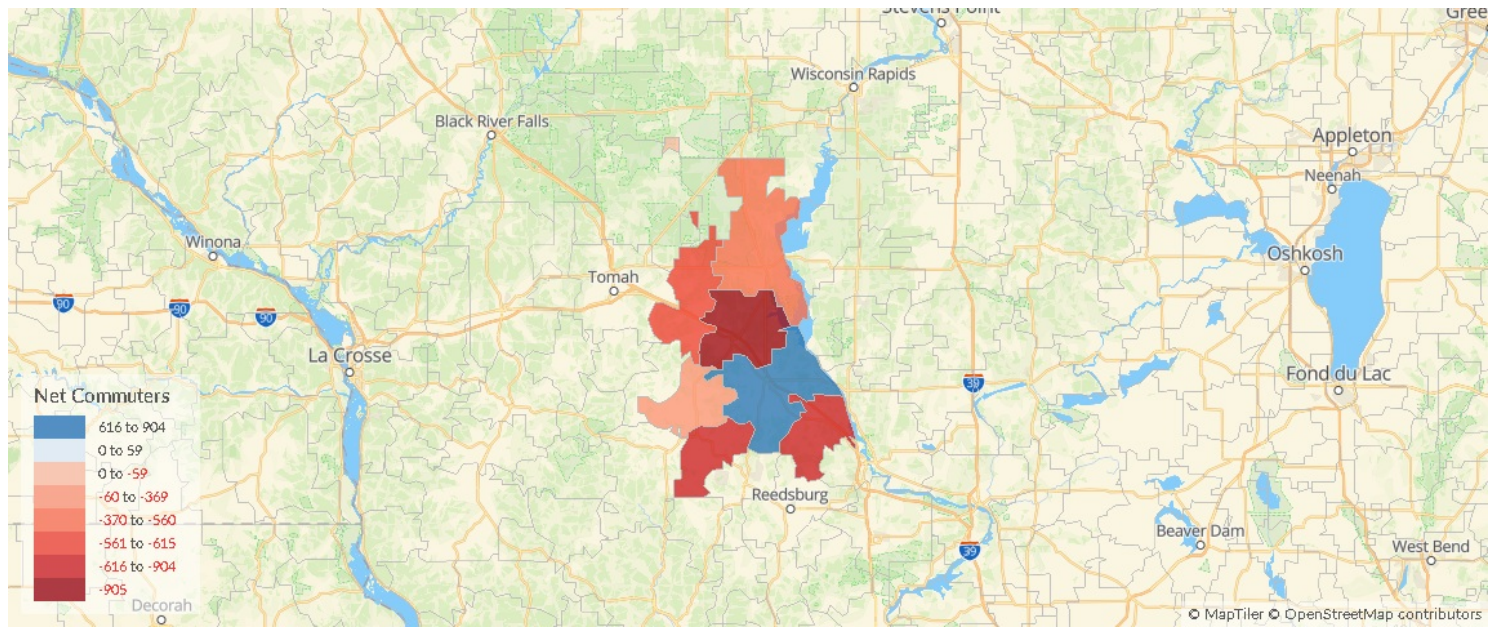 Stevens Point
Gree
Wisconsin Rapids
Black River Falls
Appleton
Neenah
Winona
Oshkosh
Tomah
90
90
90
La Crosse
39
Fond du Lac
Net Commuters
616 to 904
0 to 59
0 to -59
-60 to -369
-370 to -560
-561 to -615
-616 to -904
-905
Reedsburg
Beaver Dam
39
West Bend
Decorah
© MapTiler © OpenStreetMap contributors